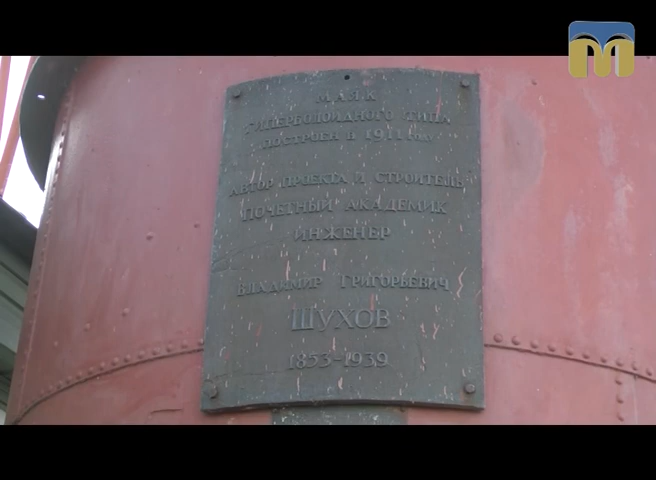 МАЯК
ГИПЕРБОЛОИДНОГО ТИПА
ПОСТРОЕН В 1911 году
АВТОР ПРОЕКТА И СТРОИТЕЛЬ
ПОЧЕТНЫЙ АКАДЕМИК
ИНЖЕНЕР
ВЛАДИМИР ГРИГОРЬЕВИЧ
ШУХОВ
1853-1939